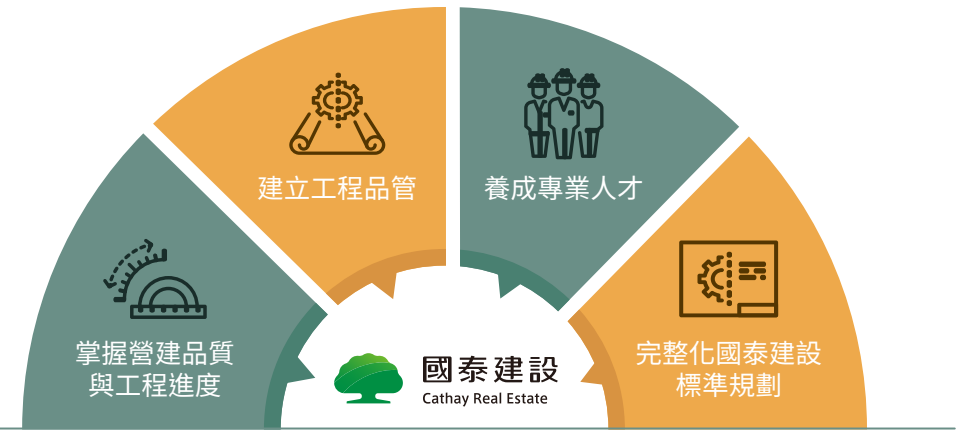 建立工程品管
養成專業人才
掌握營建品質
與工程進度
完整化國泰建設
標準規劃
國泰建設
Cathay Real Estate